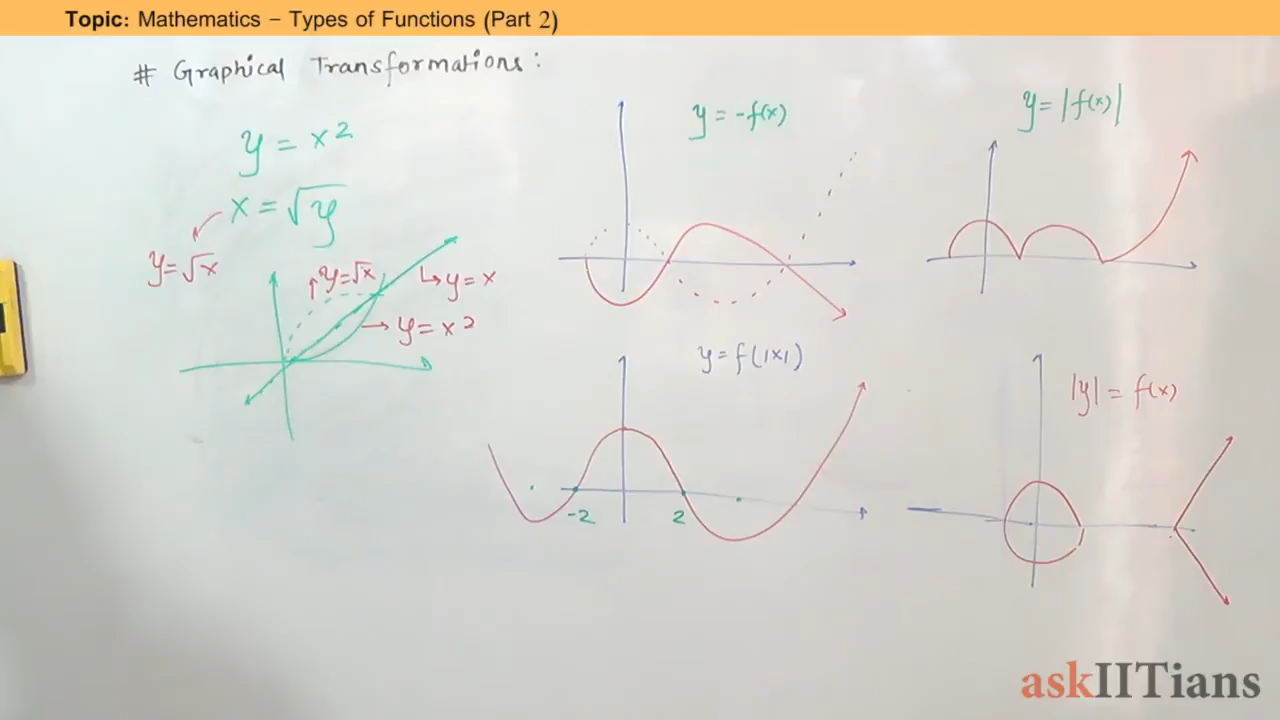 Topic: Mathematics – Types of Functions (Part 2)
# Graphical Transformations:
y = x²
x = √y
y=√x
y=√x
y=x
y=x²
y=-f(x)
y=|f(x)|
y=f(|x|)
-2
2
|y|=f(x)
askIITians